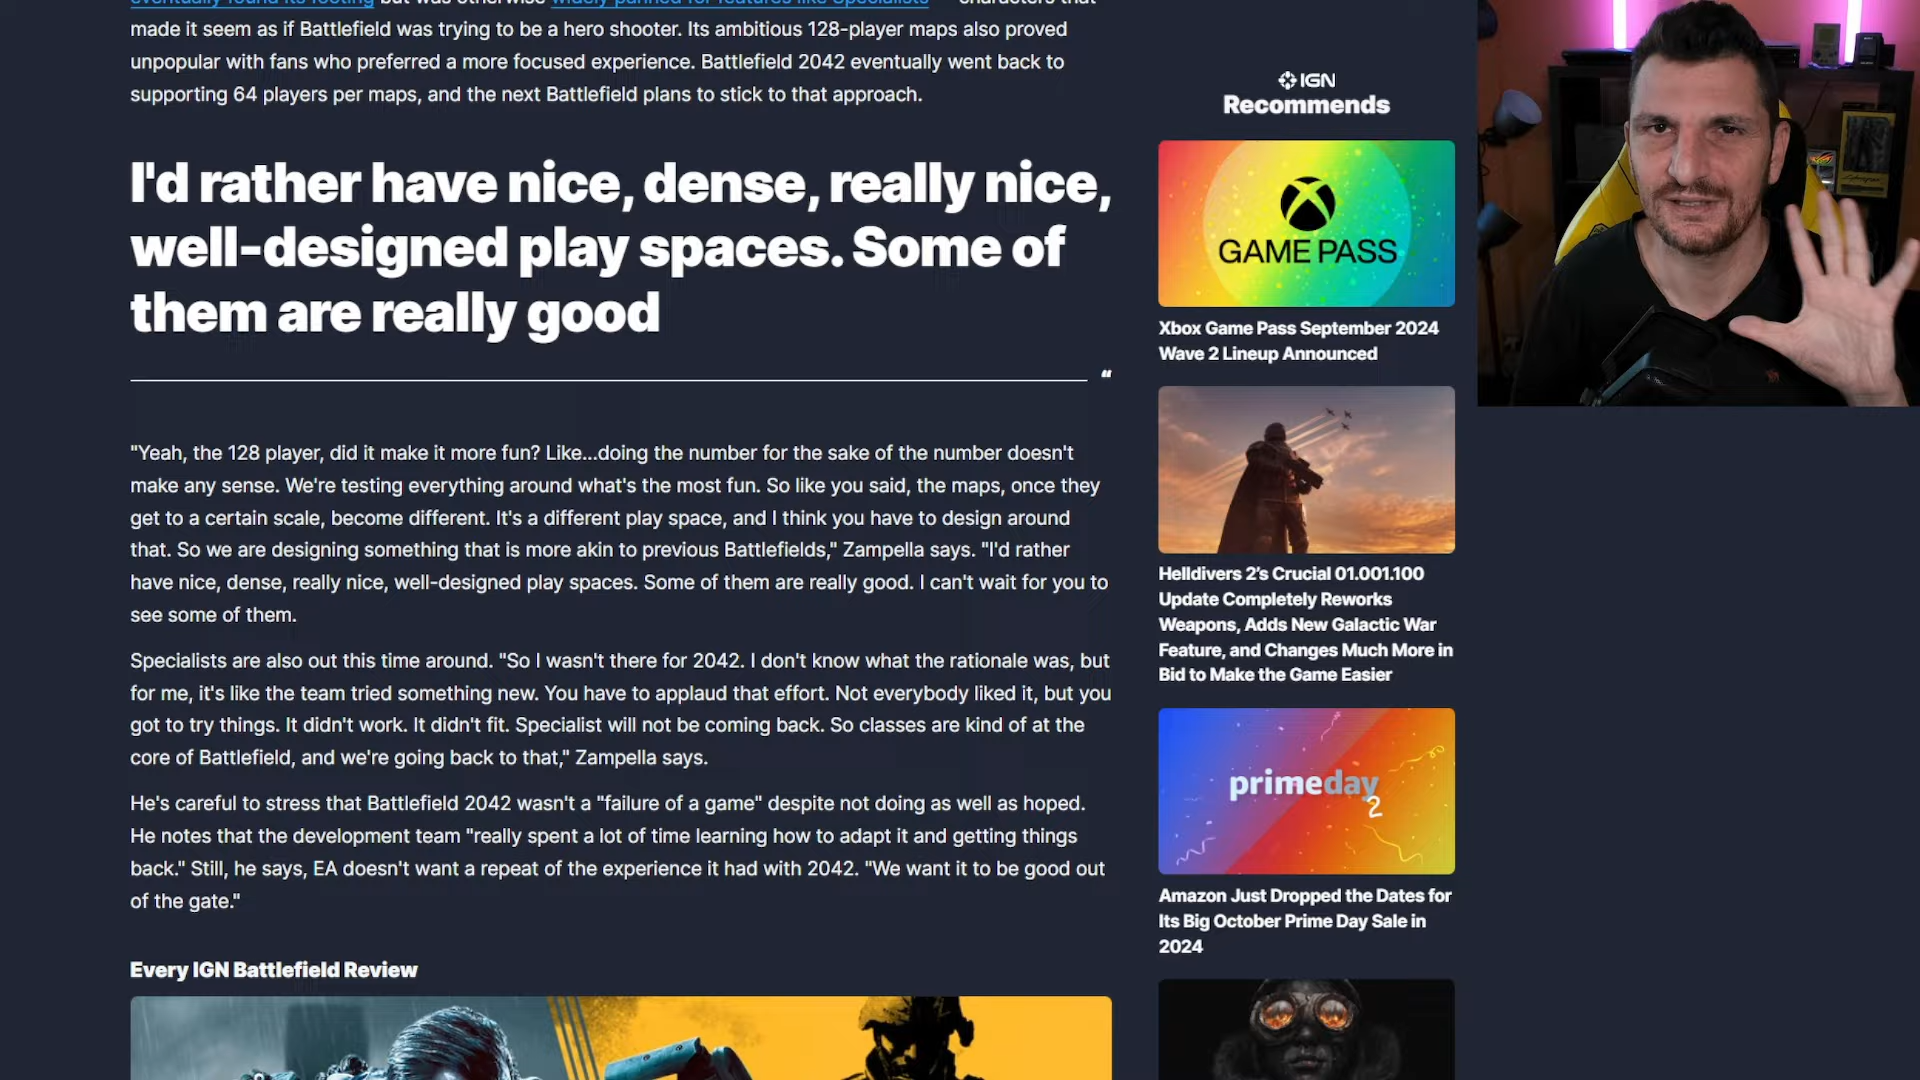 eventually found its footing but was otherwise widely panned for features like Specialists — characters that
made it seem as if Battlefield was trying to be a hero shooter. Its ambitious 128-player maps also proved
unpopular with fans who preferred a more focused experience. Battlefield 2042 eventually went back to
supporting 64 players per maps, and the next Battlefield plans to stick to that approach.
I'd rather have nice, dense, really nice,
well-designed play spaces. Some of
them are really good
“
"Yeah, the 128 player, did it make it more fun? Like...doing the number for the sake of the number doesn't
make any sense. We're testing everything around what's the most fun. So like you said, the maps, once they
get to a certain scale, become different. It's a different play space, and I think you have to design around
that. So we are designing something that is more akin to previous Battlefields," Zampella says. "I'd rather
have nice, dense, really nice, well-designed play spaces. Some of them are really good. I can't wait for you to
see some of them.
Specialists are also out this time around. "So I wasn't there for 2042. I don't know what the rationale was, but
for me, it's like the team tried something new. You have to applaud that effort. Not everybody liked it, but you
got to try things. It didn't work. It didn't fit. Specialist will not be coming back. So classes are kind of at the
core of Battlefield, and we're going back to that," Zampella says.
He's careful to stress that Battlefield 2042 wasn't a "failure of a game" despite not doing as well as hoped.
He notes that the development team "really spent a lot of time learning how to adapt it and getting things
back." Still, he says, EA doesn't want a repeat of the experience it had with 2042. "We want it to be good out
of the gate."
Every IGN Battlefield Review
IGN
Recommends
GAME PASS
Xbox Game Pass September 2024
Wave 2 Lineup Announced
Helldivers 2's Crucial 01.001.100
Update Completely Reworks
Weapons, Adds New Galactic War
Feature, and Changes Much More in
Bid to Make the Game Easier
primeday
2
Amazon Just Dropped the Dates for
Its Big October Prime Day Sale in
2024